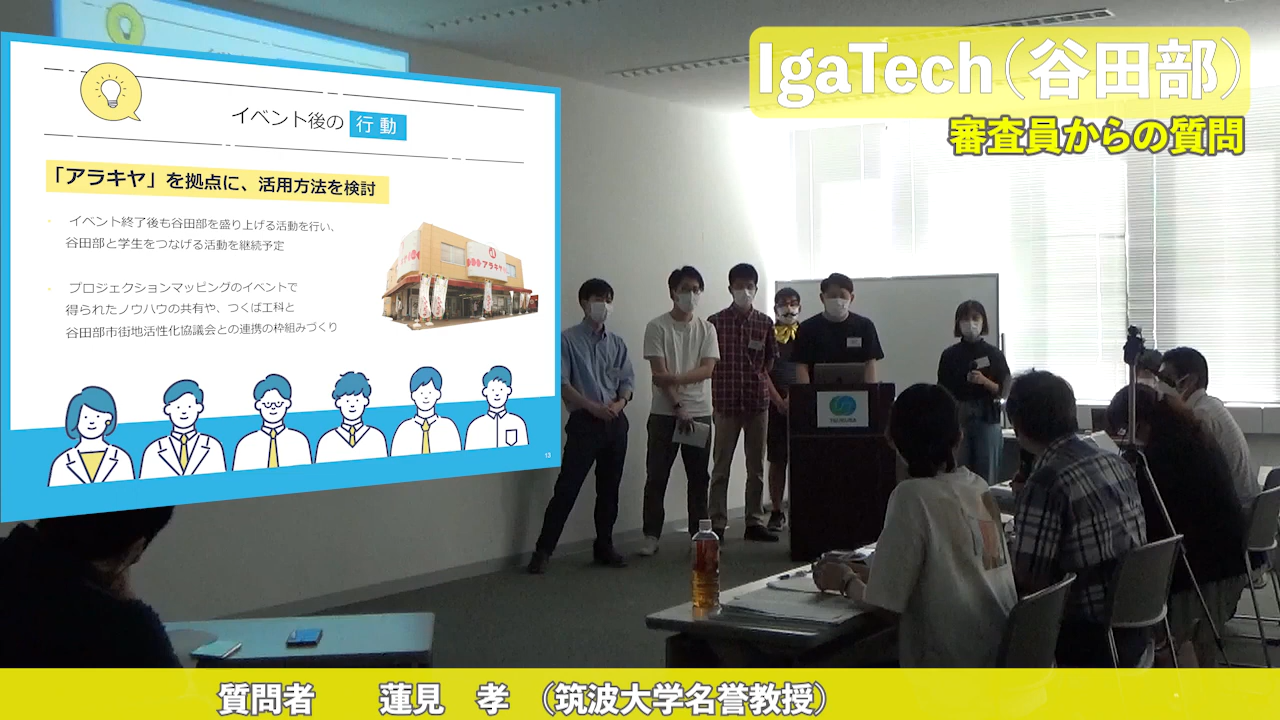 IgaTech（谷田部）
審査員からの質問
イベント後の 行動
「アラキヤ」を拠点に、活用方法を検討
イベント終了後も谷田部を盛り上げる活動を行い、
谷田部と学生をつなげる活動を継続予定
プロジェクションマッピングのイベントで
得られたノウハウの共有や、つくば工科と
谷田部市街地活性化協議会との連携の枠組みづくり
アラキヤ
13
TSUKUBA
質問者　　蓮見　孝　（筑波大学名誉教授）